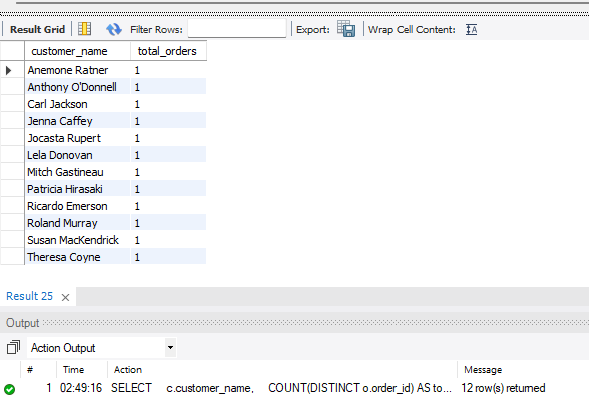 Result Grid Filter Rows: Export: Wrap Cell Content:
customer_name total_orders
Anemone Ratner 1
Anthony O'Donnell 1
Carl Jackson 1
Jenna Caffey 1
Jocasta Rupert 1
Lela Donovan 1
Mitch Gastineau 1
Patricia Hirasaki 1
Ricardo Emerson 1
Roland Murray 1
Susan MacKendrick 1
Theresa Coyne 1
Result 25
Output
Action Output
# Time Action Message
1 02:49:16 SELECT c.customer_name, COUNT(DISTINCT o.order_id) AS to... 12 row(s) returned